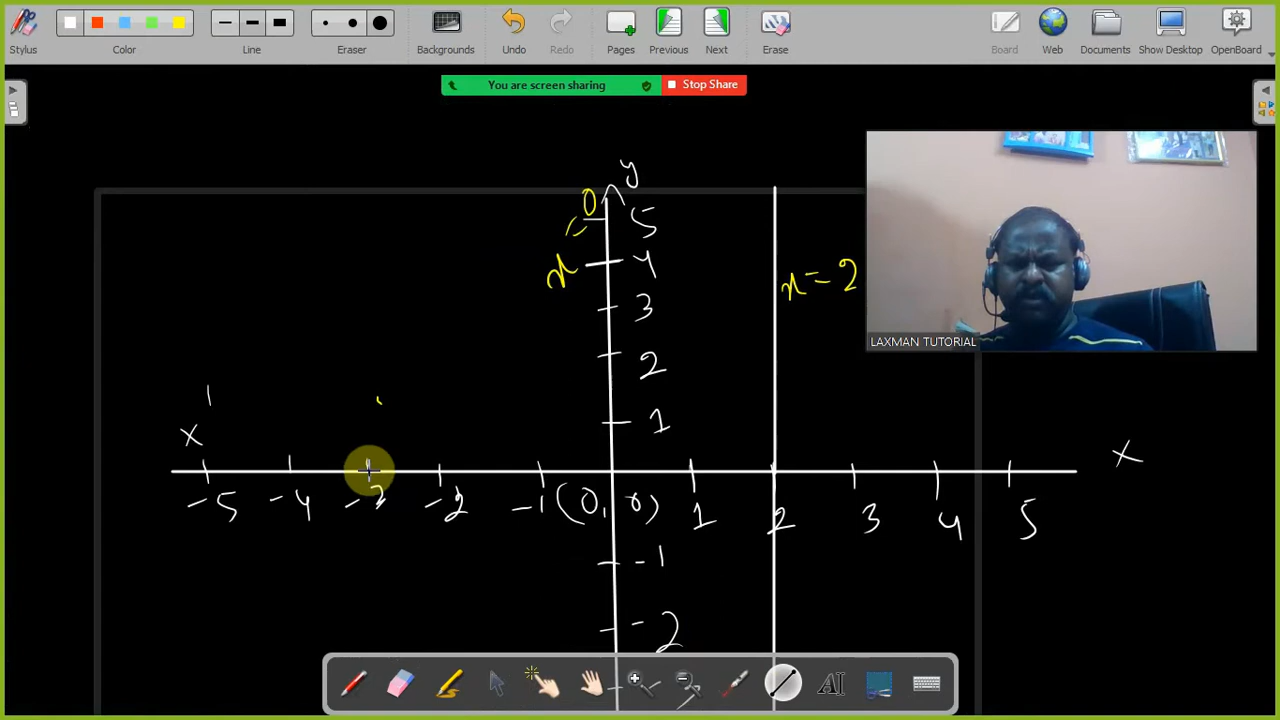 Stylus
Color
Line
Eraser
Backgrounds
Undo
Redo
Pages
Previous
Next
Erase
Board
Web
Documents
Show Desktop
OpenBoard
You are screen sharing
Stop Share
y
0
=
x
5
4
3
2
1
x=2
LAXMAN TUTORIAL
x'
x
-5
-4
-3
-2
-1
(0, 0)
1
2
3
4
5
-1
-2
AI